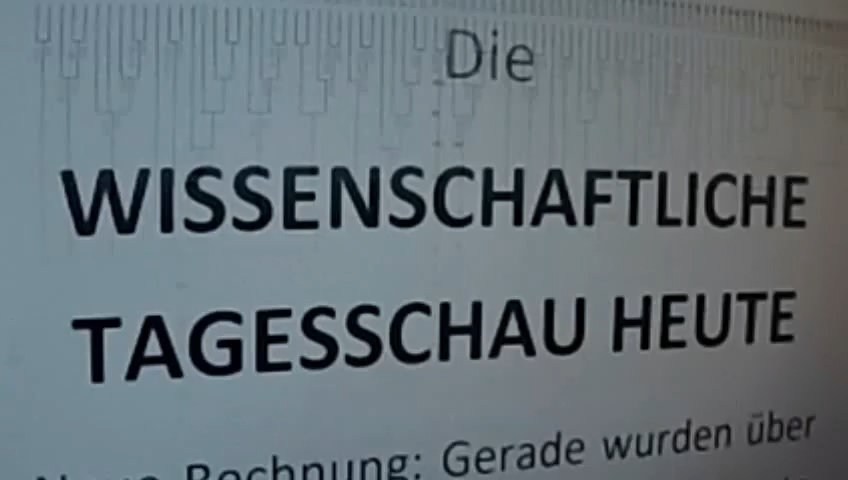 Die
WISSENSCHAFTLICHE
TAGESSCHAU HEUTE
Rechnung: Gerade wurden über